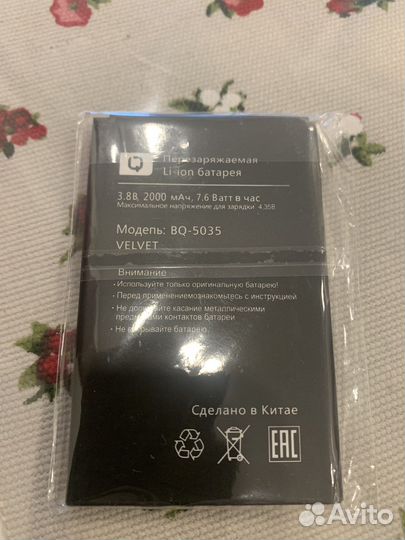 Перезаряжаемая
Li-ion батарея
3.8В, 2000 мАч, 7.6 Ватт в час
Максимальное напряжение для зарядки 4.35В
Модель: BQ-5035
VELVET
Внимание
• Используйте только оригинальную батарею!
• Перед применениемознакомьтесь с инструкцией
• Не допускайте касание металлическими
предметами контактов батареи
• Не вскрывайте батарею.
Сделано в Китае
EAC
Avito